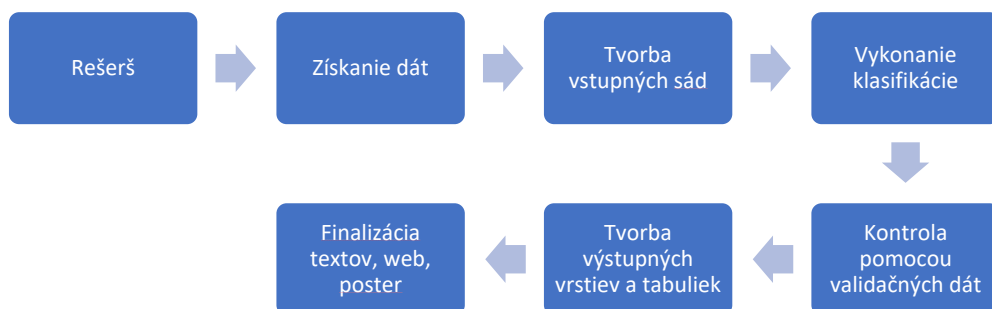 Rešerš
Získanie dát
Tvorba
vstupných sád
Vykonanie
klasifikácie
Kontrola
pomocou
validačných dát
Tvorba
výstupných
vrstiev a tabuliek
Finalizácia
textov, web,
poster